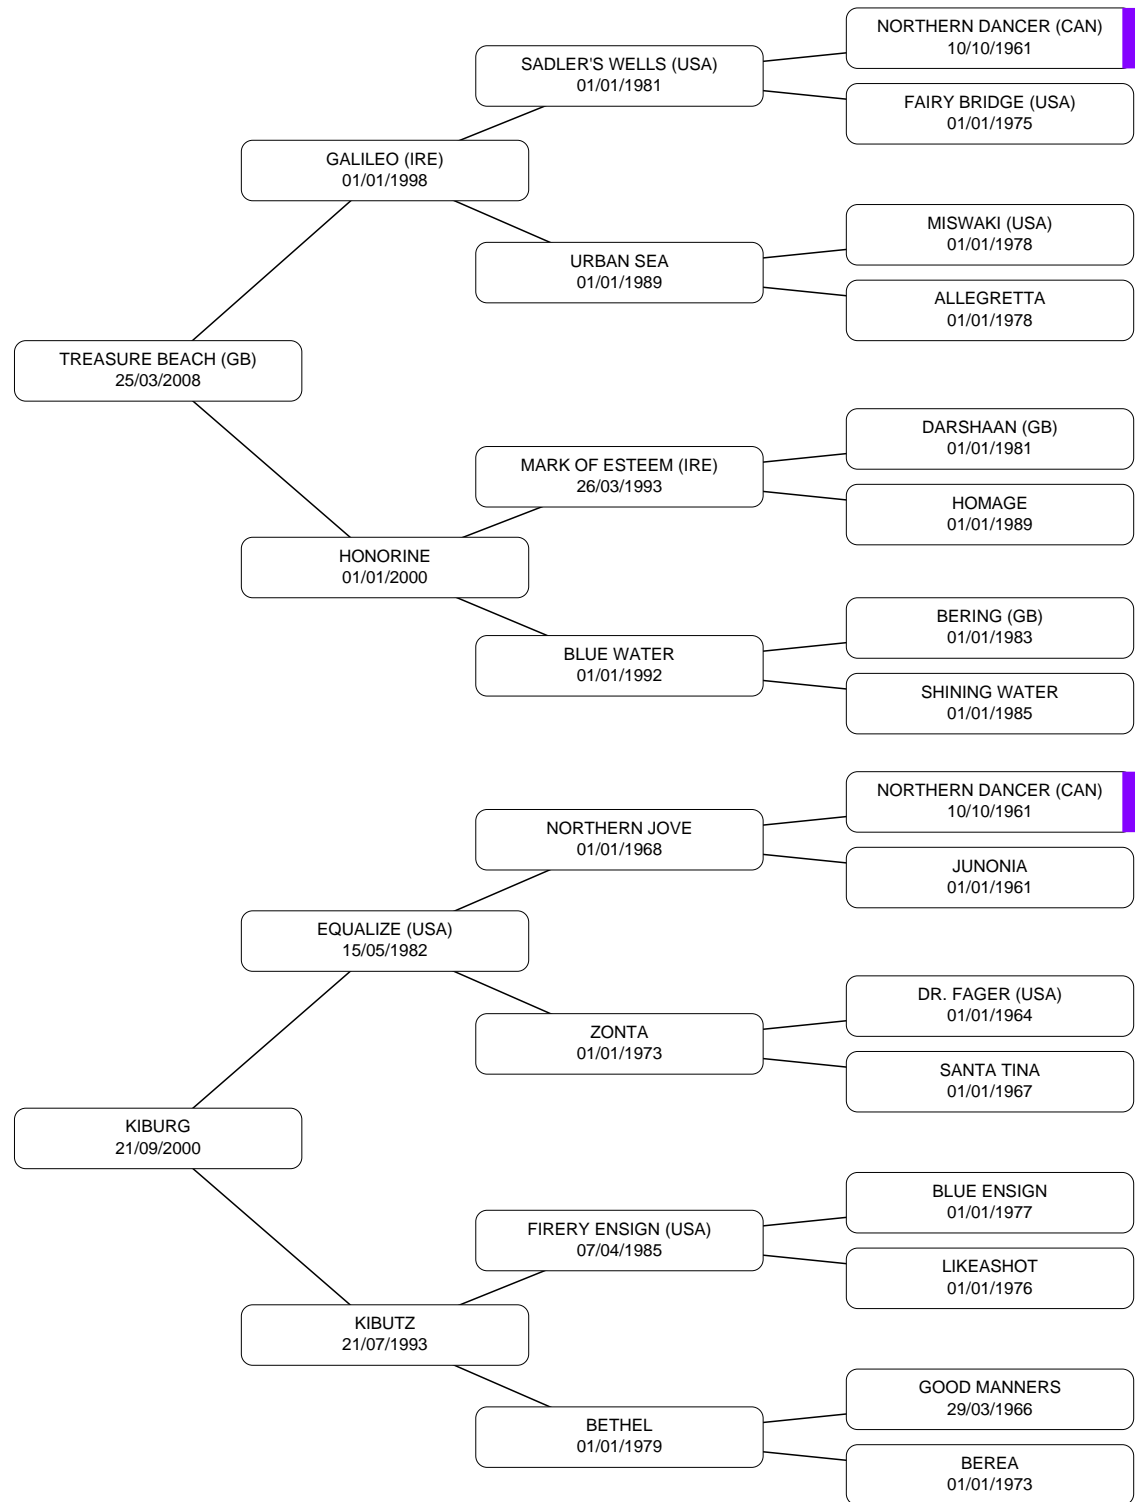 NORTHERN DANCER (CAN)
10/10/1961
SADLER'S WELLS (USA)
01/01/1981
FAIRY BRIDGE (USA)
01/01/1975
GALILEO (IRE)
01/01/1998
MISWAKI (USA)
01/01/1978
URBAN SEA
01/01/1989
ALLEGRETTA
01/01/1978
TREASURE BEACH (GB)
25/03/2008
DARSHAAN (GB)
01/01/1981
MARK OF ESTEEM (IRE)
26/03/1993
HOMAGE
01/01/1989
HONORINE
01/01/2000
BERING (GB)
01/01/1983
BLUE WATER
01/01/1992
SHINING WATER
01/01/1985
NORTHERN DANCER (CAN)
10/10/1961
NORTHERN JOVE
01/01/1968
JUNONIA
01/01/1961
EQUALIZE (USA)
15/05/1982
DR. FAGER (USA)
01/01/1964
ZONTA
01/01/1973
SANTA TINA
01/01/1967
KIBURG
21/09/2000
BLUE ENSIGN
01/01/1977
FIRERY ENSIGN (USA)
07/04/1985
LIKEASHOT
01/01/1976
KIBUTZ
21/07/1993
GOOD MANNERS
29/03/1966
BETHEL
01/01/1979
BEREA
01/01/1973